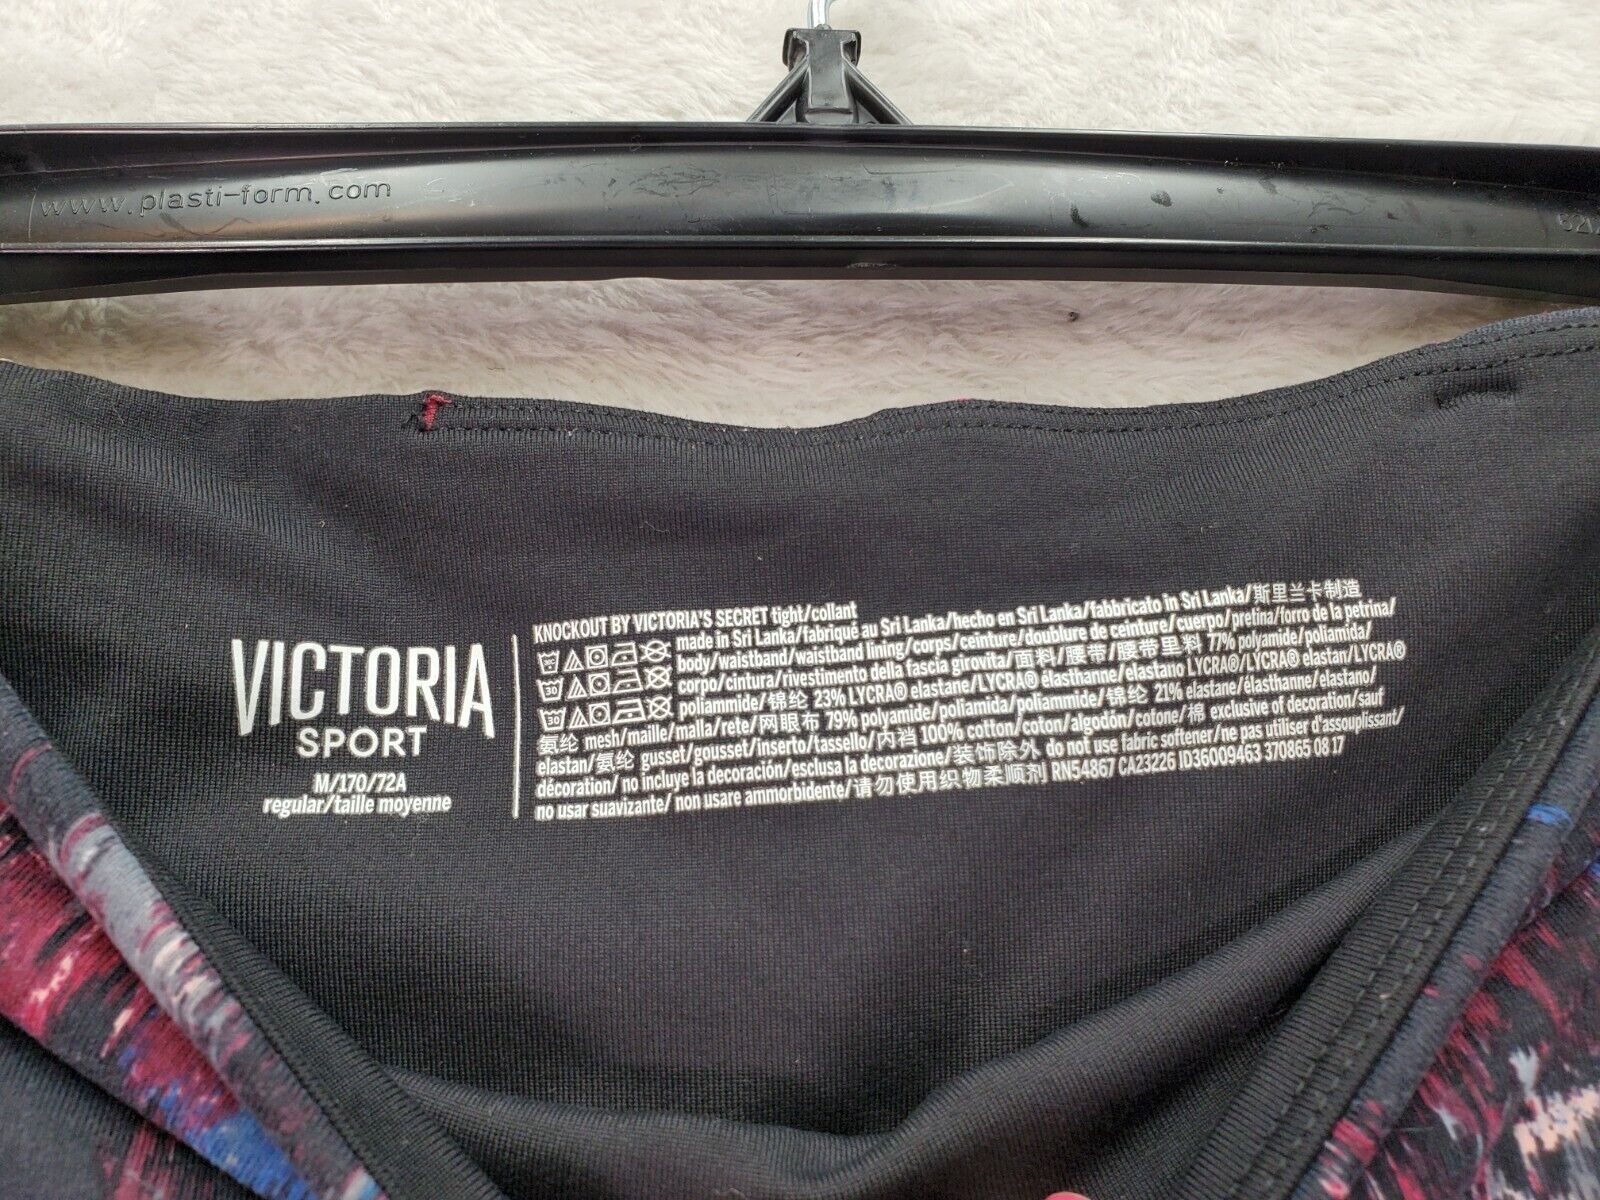 www.plasti-form.com
VICTORIA
SPORT
M/170/72A
regular/taille moyenne
KNOCKOUT BY VICTORIA'S SECRET tight/collant
made in Sri Lanka/fabriqué au Sri Lanka/hecho en Sri Lanka/fabbricato in Sri Lanka/斯里兰卡制造
body/waistband/waistband lining/corps/ceinture/doublure de ceinture/cuerpo/pretina/forro de la petrina/
corpo/cintura/rivestimento della fascia girovita/面料/腰带/腰带里料 77% polyamide/poliamida/
poliammide/锦纶 23% LYCRA® elastane/LYCRA® élasthanne/elastano LYCRA®/LYCRA® elastan/LYCRA®
氨纶 mesh/maille/malla/rete/网眼布 79% polyamide/poliamida/poliammide/锦纶 21% elastane/élasthanne/elastano/
elastan/氨纶 gusset/gousset/inserto/tassello/内裆 100% cotton/coton/algodón/cotone/棉 exclusive of decoration/sauf
décoration/ no incluye la decoración/esclusa la decorazione/装饰除外 do not use fabric softener/ne pas utiliser d'assouplissant/
no usar suavizante/ non usare ammorbidente/请勿使用织物柔顺剂 RN54867 CA23226 ID36009463 370865 08 17